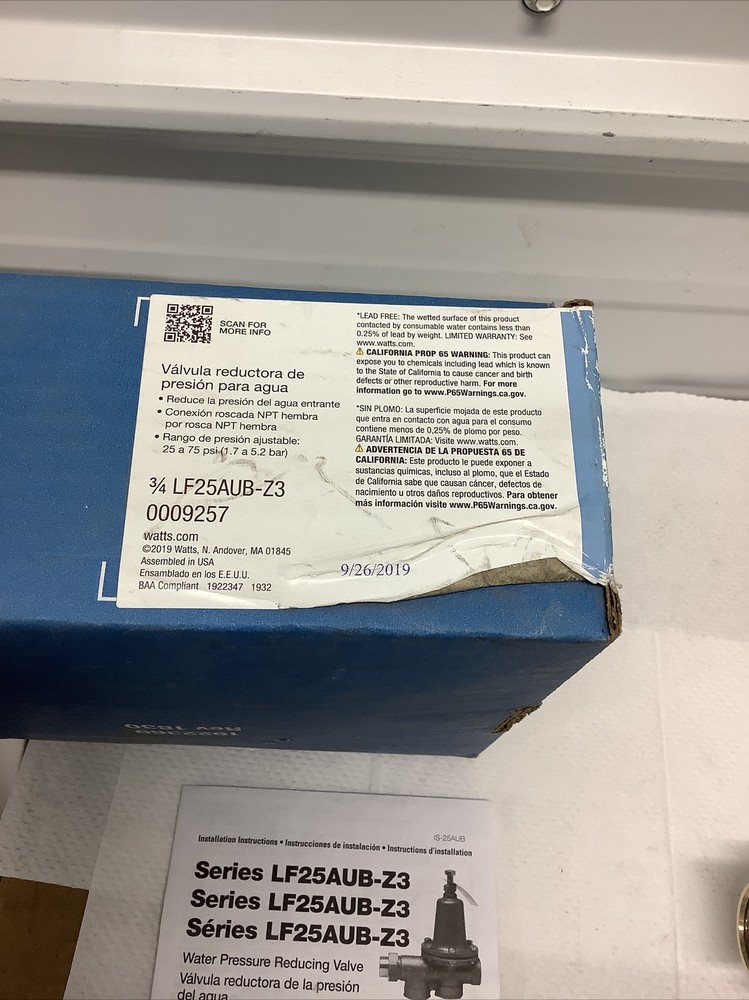 SCAN FOR
MORE INFO
Válvula reductora de
presión para agua
• Reduce la presión del agua entrante
• Conexión roscada NPT hembra
por rosca NPT hembra
• Rango de presión ajustable:
25 a 75 psi (1.7 a 5.2 bar)
¾ LF25AUB-Z3
0009257
watts.com
©2019 Watts, N. Andover, MA 01845
Assembled in USA
Ensamblado en los E.E.U.U.
BAA Compliant 1922347 1932
*LEAD FREE: The wetted surface of this product
contacted by consumable water contains less than
0.25% of lead by weight. LIMITED WARRANTY: See
www.watts.com.
⚠ CALIFORNIA PROP 65 WARNING: This product can
expose you to chemicals including lead which is known
to the State of California to cause cancer and birth
defects or other reproductive harm. For more
information go to www.P65Warnings.ca.gov.
*SIN PLOMO: La superficie mojada de este producto
que entra en contacto con agua para el consumo
contiene menos de 0,25% de plomo por peso.
GARANTÍA LIMITADA: Visite www.watts.com.
⚠ ADVERTENCIA DE LA PROPUESTA 65 DE
CALIFORNIA: Este producto le puede exponer a
sustancias químicas, incluso al plomo, que el Estado
de California sabe que causan cáncer, defectos de
nacimiento u otros daños reproductivos. Para obtener
más información visite www.P65Warnings.ca.gov.
9/26/2019
1922369
Rev 1830
IS-25AUB
Installation Instructions • Instrucciones de instalación • Instructions d'installation
Series LF25AUB-Z3
Series LF25AUB-Z3
Séries LF25AUB-Z3
Water Pressure Reducing Valve
Válvula reductora de la presión
del agua